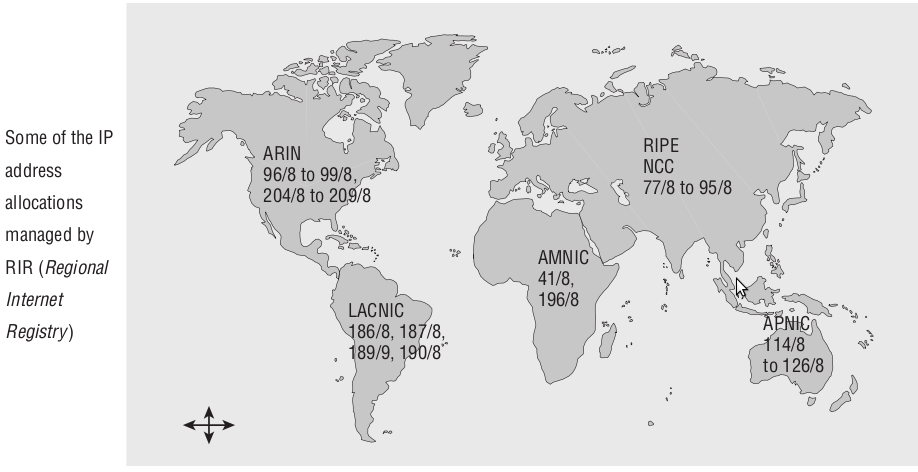 Some of the IP
address
allocations
managed by
RIR (Regional
Internet
Registry)
ARIN
96/8 to 99/8,
204/8 to 209/8
RIPE
NCC
77/8 to 95/8
AMNIC
41/8,
196/8
LACNIC
186/8, 187/8,
189/9, 190/8
APNIC
114/8
to 126/8